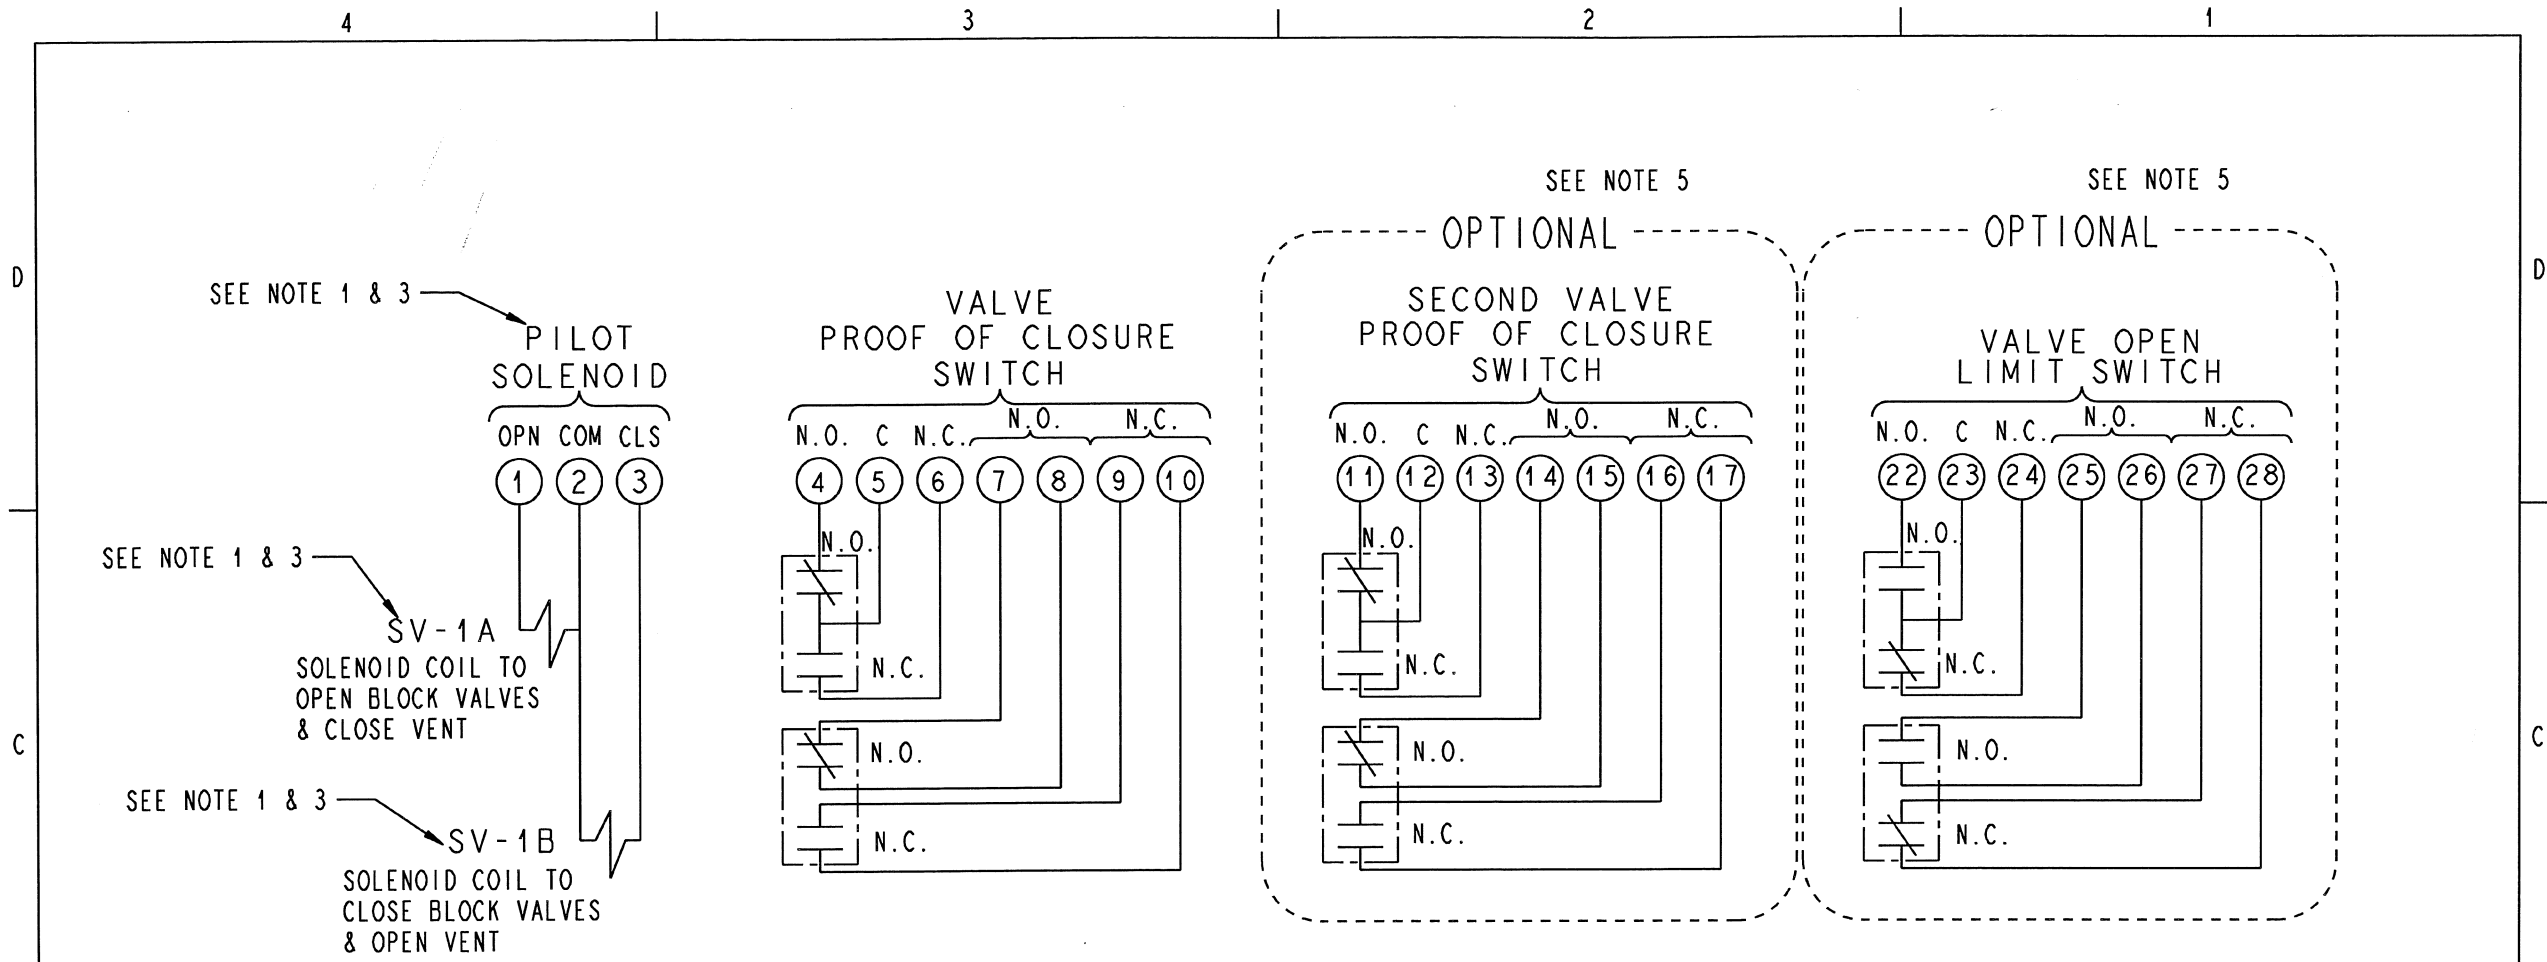 4 3 2 1
SEE NOTE 5
SEE NOTE 5
OPTIONAL
OPTIONAL
D
D
SEE NOTE 1 & 3
PILOT
SOLENOID
OPN COM CLS
1 2 3
VALVE
PROOF OF CLOSURE
SWITCH
N.O. C N.C. N.O. N.C.
4 5 6 7 8 9 10
N.O.
N.C.
N.O.
N.C.
SECOND VALVE
PROOF OF CLOSURE
SWITCH
N.O. C N.C. N.O. N.C.
11 12 13 14 15 16 17
N.O.
N.C.
N.O.
N.C.
VALVE OPEN
LIMIT SWITCH
N.O. C N.C. N.O. N.C.
22 23 24 25 26 27 28
N.O.
N.C.
N.O.
N.C.
SEE NOTE 1 & 3
SV-1A
SOLENOID COIL TO
OPEN BLOCK VALVES
& CLOSE VENT
C
C
SEE NOTE 1 & 3
SV-1B
SOLENOID COIL TO
CLOSE BLOCK VALVES
& OPEN VENT